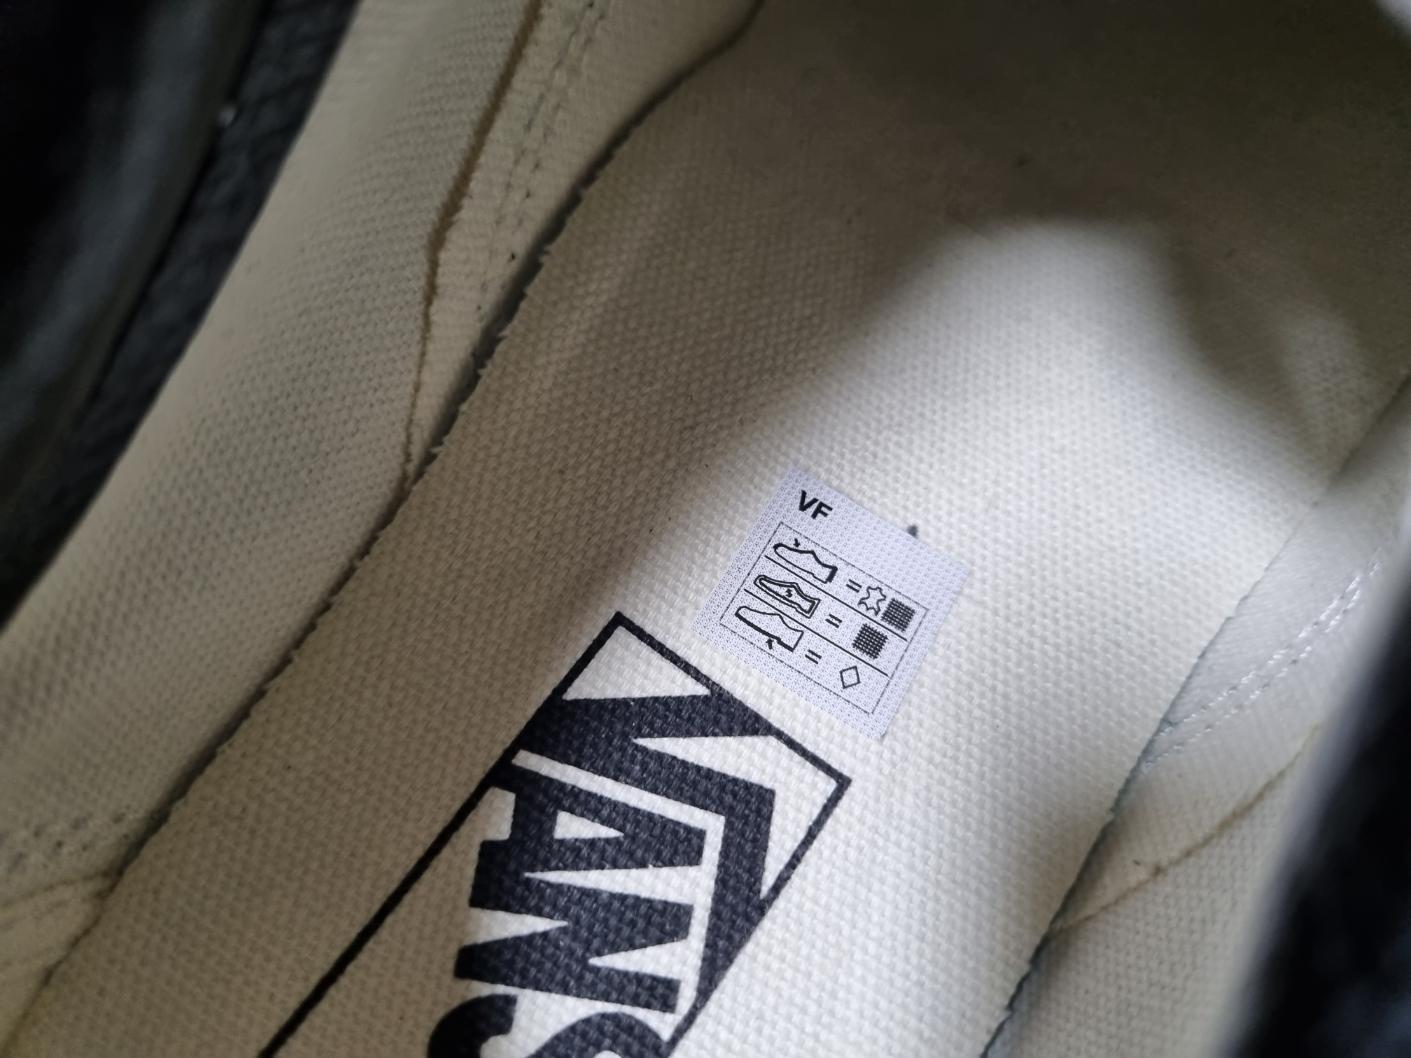 VF
=
=
=
VANS